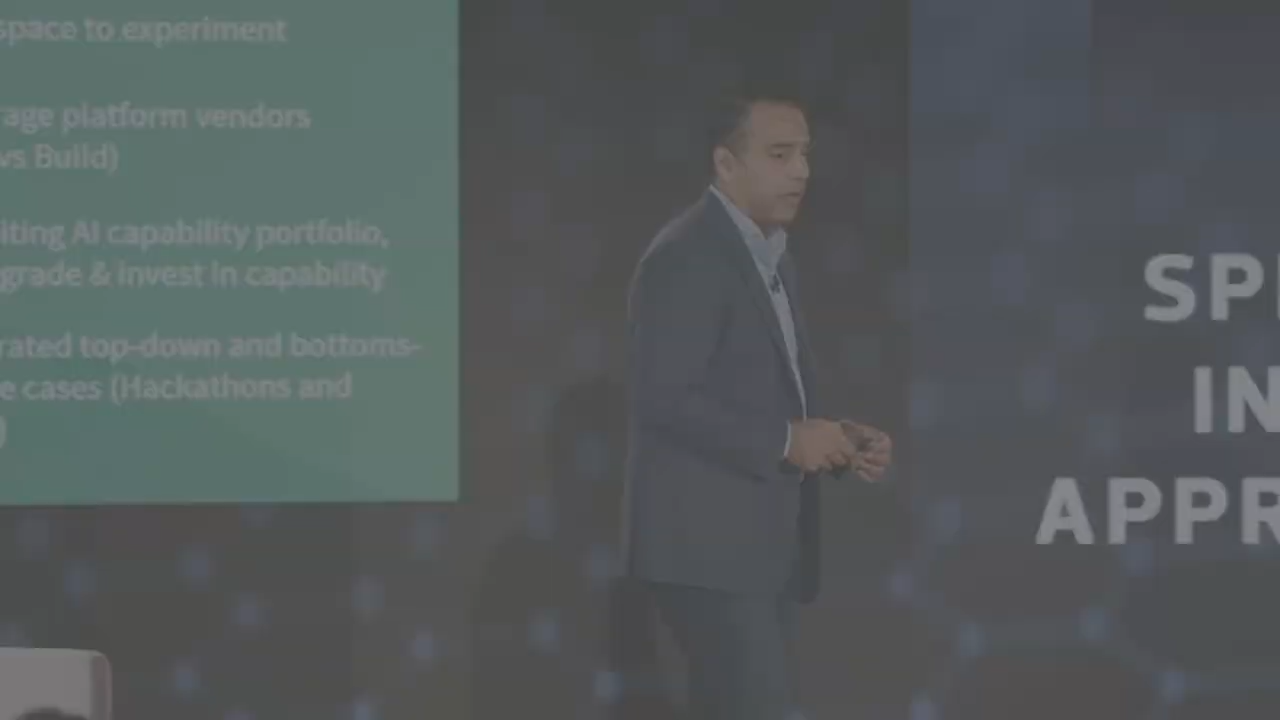 space to experiment
age platform vendors
vs Build)
iting AI capability portfolio,
grade & invest in capability
rated top-down and bottoms-
e cases (Hackathons and
)
SP
IN
APPR